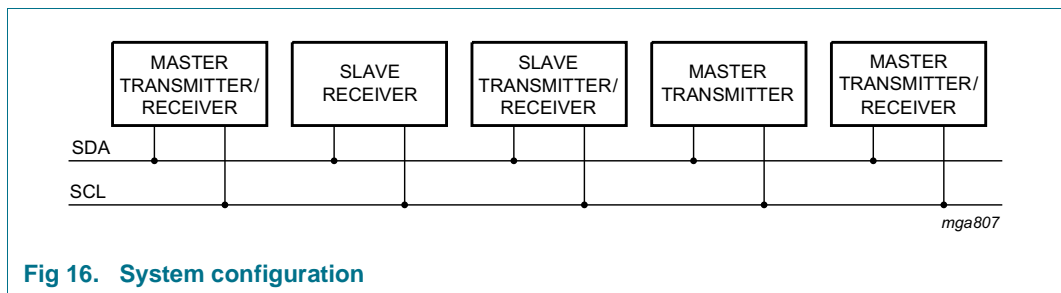 MASTER
TRANSMITTER/
RECEIVER
SLAVE
RECEIVER
SLAVE
TRANSMITTER/
RECEIVER
MASTER
TRANSMITTER
MASTER
TRANSMITTER/
RECEIVER
SDA
SCL
mga807
Fig 16. System configuration